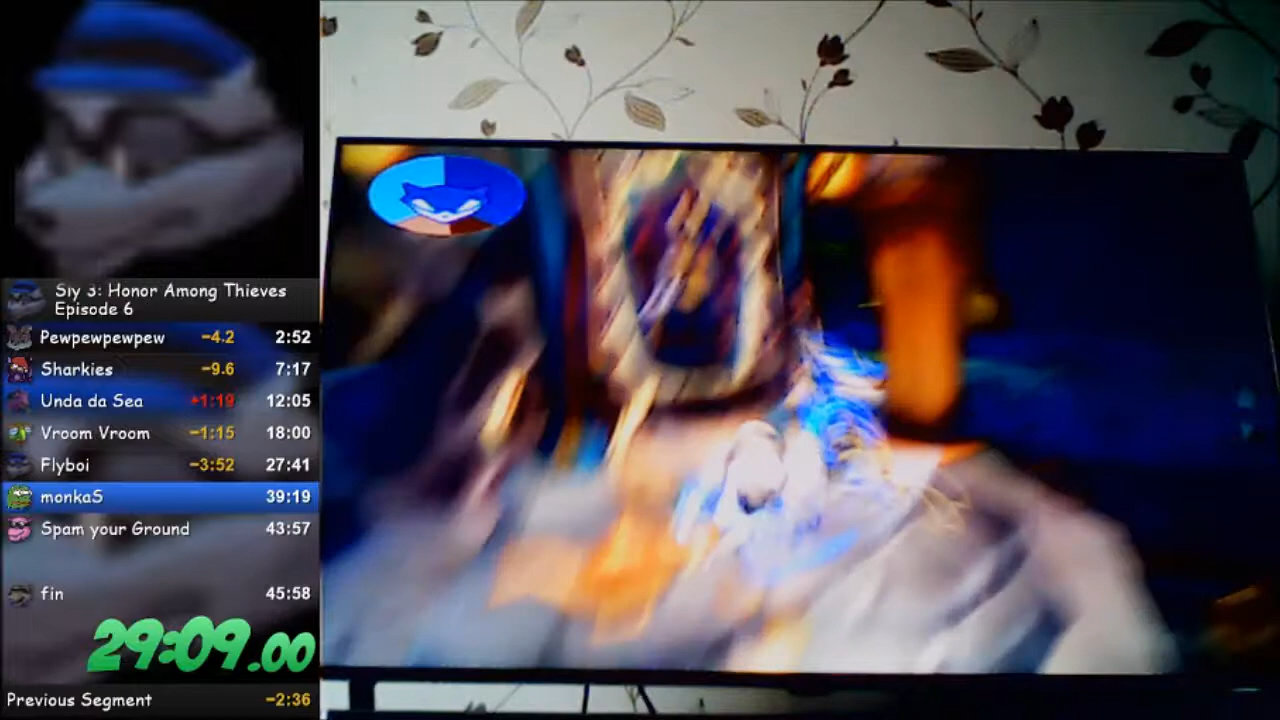 Sly 3: Honor Among Thieves
Episode 6
Pewpewpewpew −4.2 2:52
Sharkies −9.6 7:17
Unda da Sea +1:19 12:05
Vroom Vroom −1:15 18:00
Flyboi −3:52 27:41
monkaS 39:19
Spam your Ground 43:57
fin 45:58
29:09.00
Previous Segment −2:36